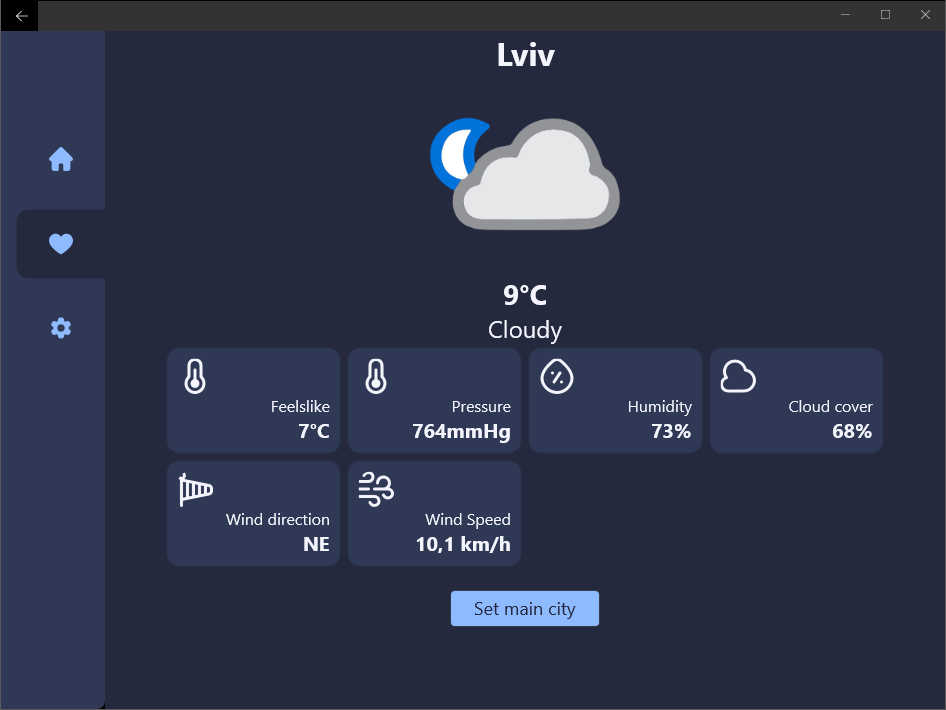 Lviv
9°C
Cloudy
Feelslike
7°C
Pressure
764mmHg
Humidity
73%
Cloud cover
68%
Wind direction
NE
Wind Speed
10,1 km/h
Set main city